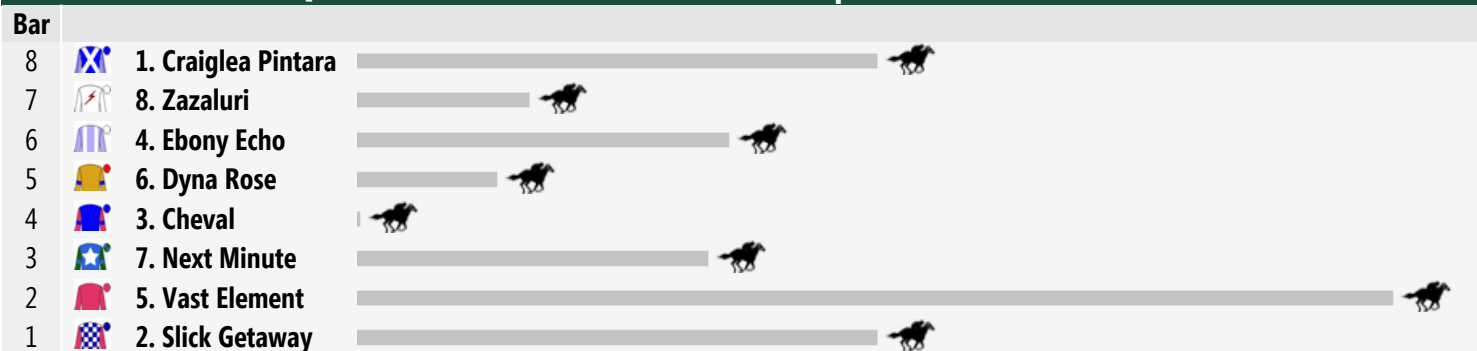 Bar
8 1. Craiglea Pintara
7 8. Zazaluri
6 4. Ebony Echo
5 6. Dyna Rose
4 3. Cheval
3 7. Next Minute
2 5. Vast Element
1 2. Slick Getaway